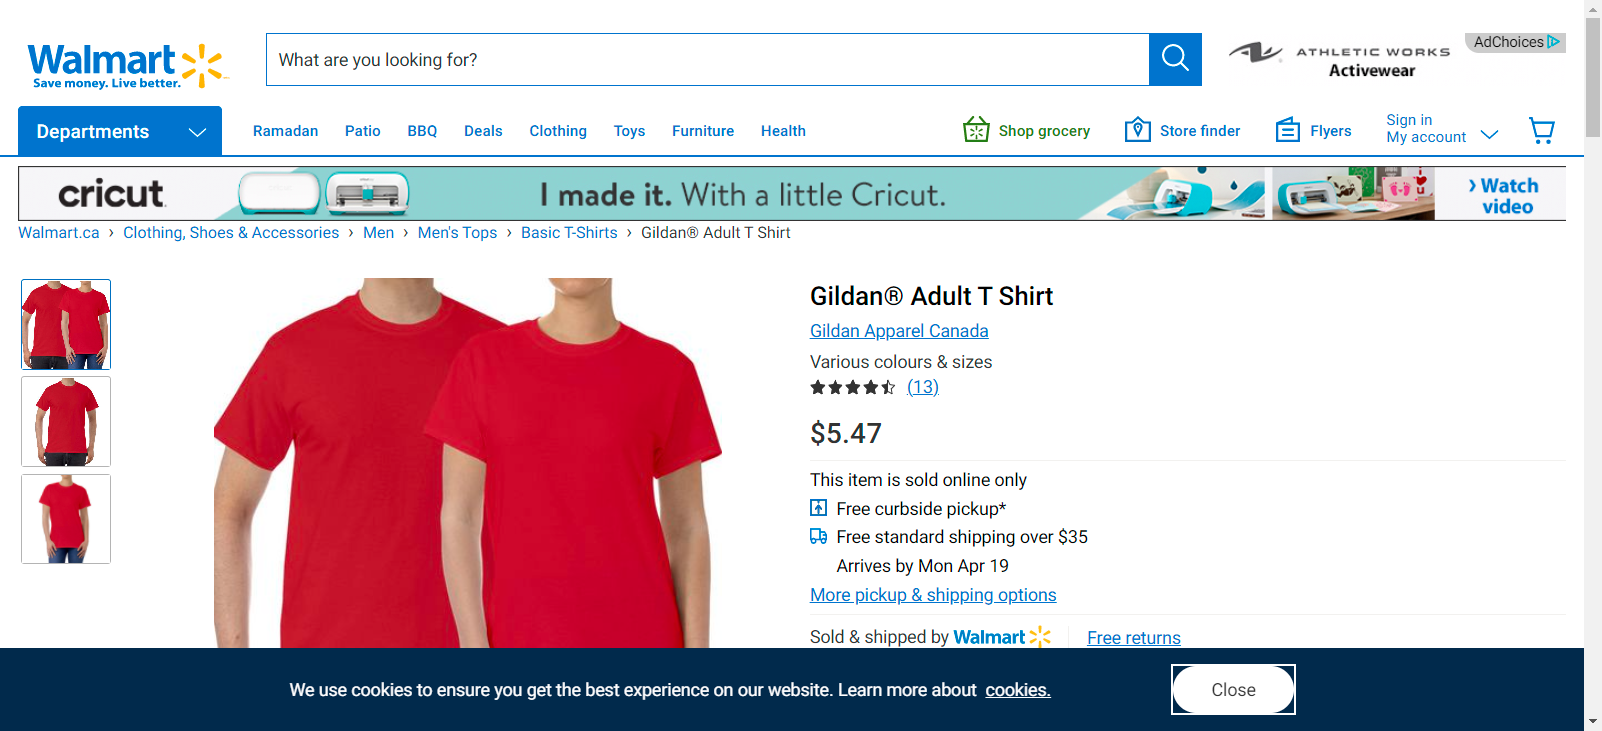 Walmart
Save money. Live better.
What are you looking for?
ATHLETIC WORKS
Activewear
AdChoices
Departments
Ramadan
Patio
BBQ
Deals
Clothing
Toys
Furniture
Health
Shop grocery
Store finder
Flyers
Sign in
My account
cricut
I made it. With a little Cricut.
› Watch
video
Walmart.ca › Clothing, Shoes & Accessories › Men › Men's Tops › Basic T-Shirts › Gildan® Adult T Shirt
Gildan® Adult T Shirt
Gildan Apparel Canada
Various colours & sizes
(13)
$5.47
This item is sold online only
Free curbside pickup*
Free standard shipping over $35
Arrives by Mon Apr 19
More pickup & shipping options
Sold & shipped by Walmart
Free returns
We use cookies to ensure you get the best experience on our website. Learn more about cookies.
Close